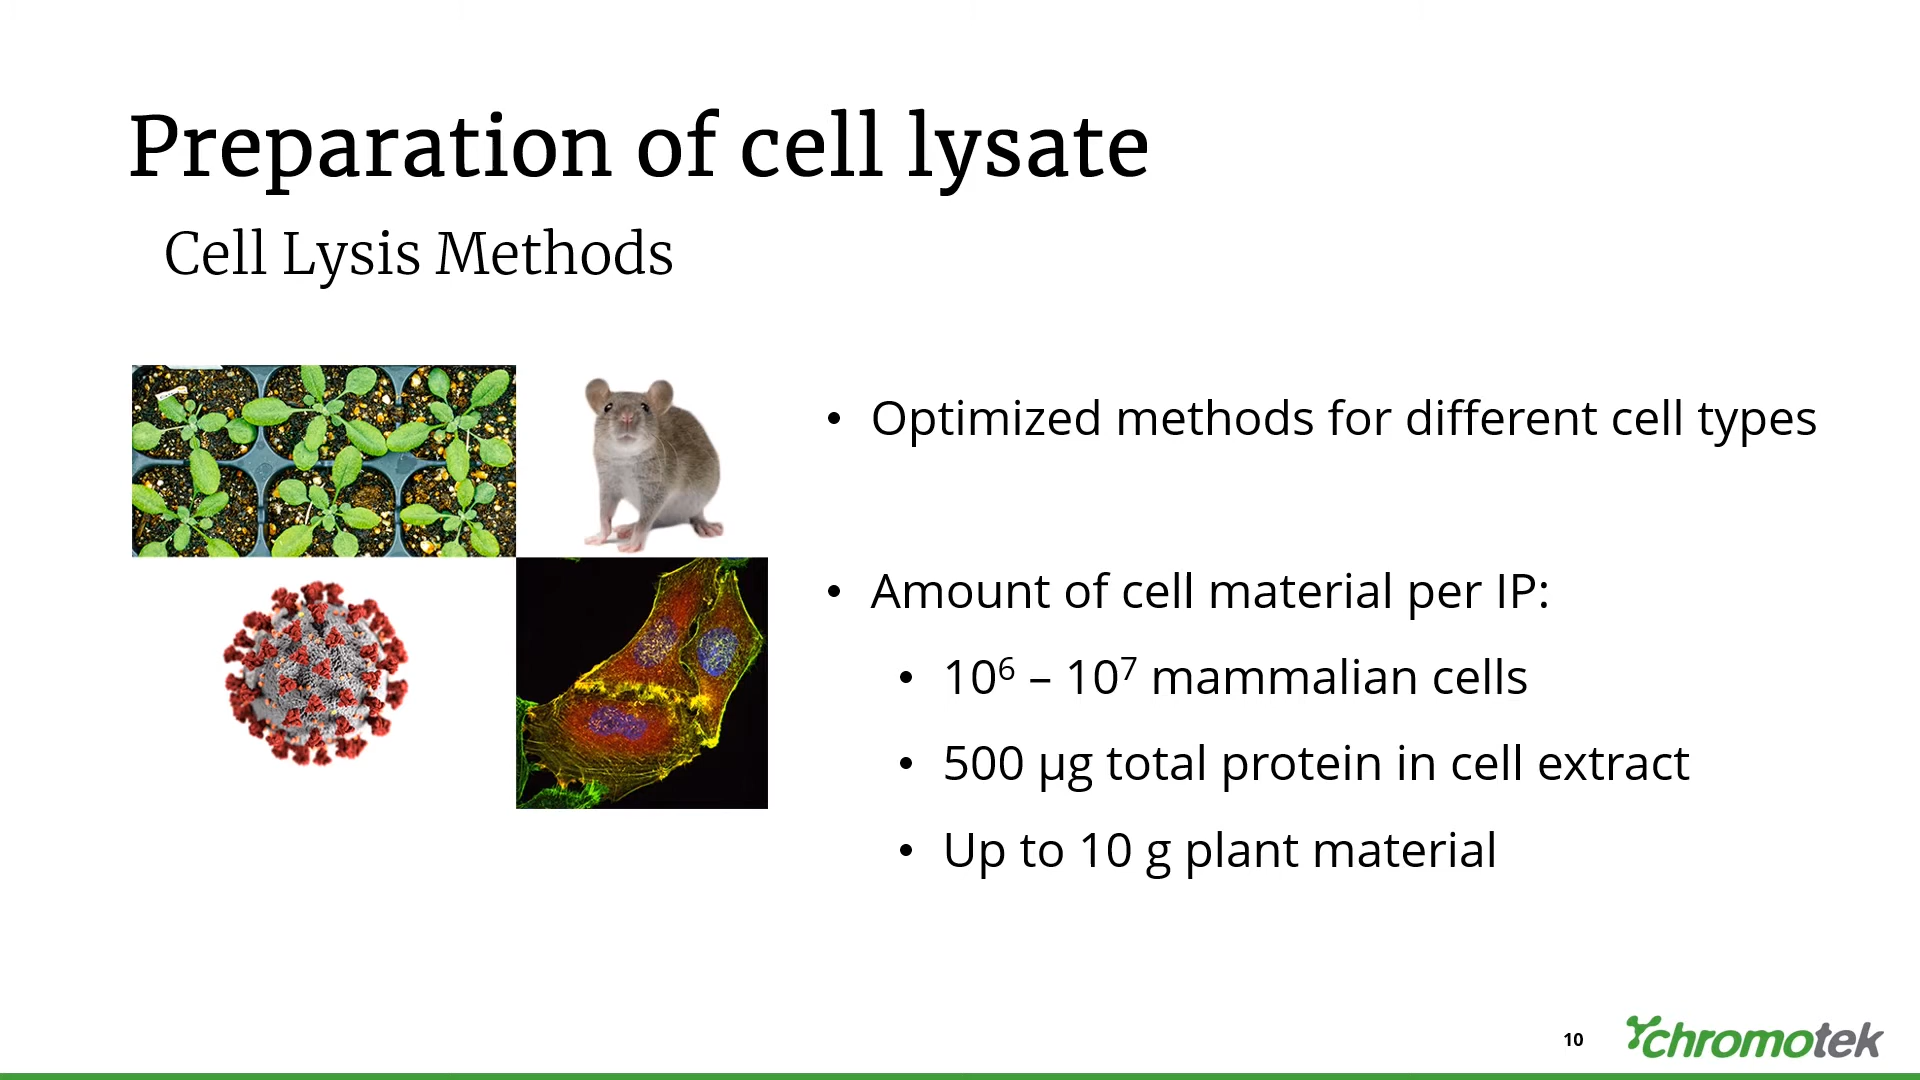 Preparation of cell lysate
Cell Lysis Methods
• Optimized methods for different cell types
• Amount of cell material per IP:
• 10⁶ – 10⁷ mammalian cells
• 500 µg total protein in cell extract
• Up to 10 g plant material
10
chromotek